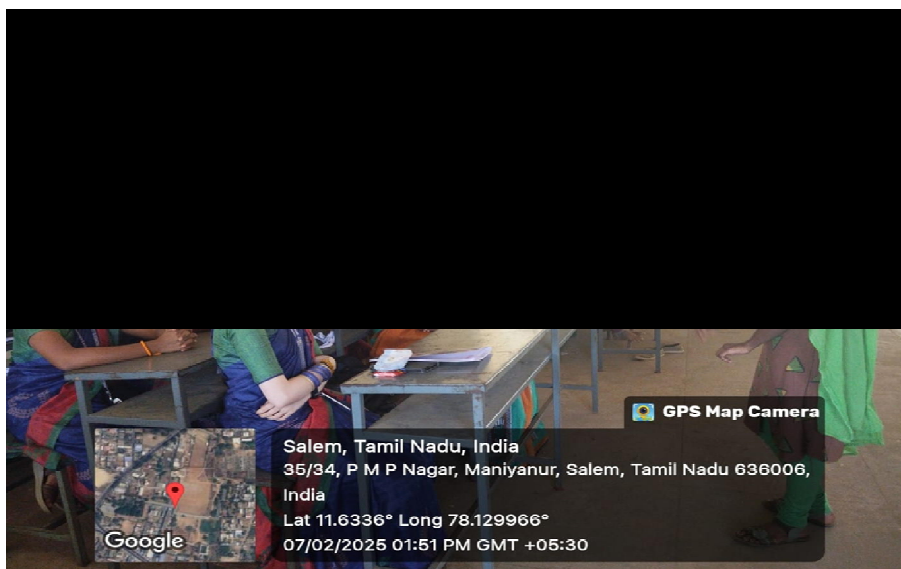 GPS Map Camera
Salem, Tamil Nadu, India
35/34, P M P Nagar, Maniyanur, Salem, Tamil Nadu 636006,
India
Lat 11.6336° Long 78.129966°
07/02/2025 01:51 PM GMT +05:30
Google